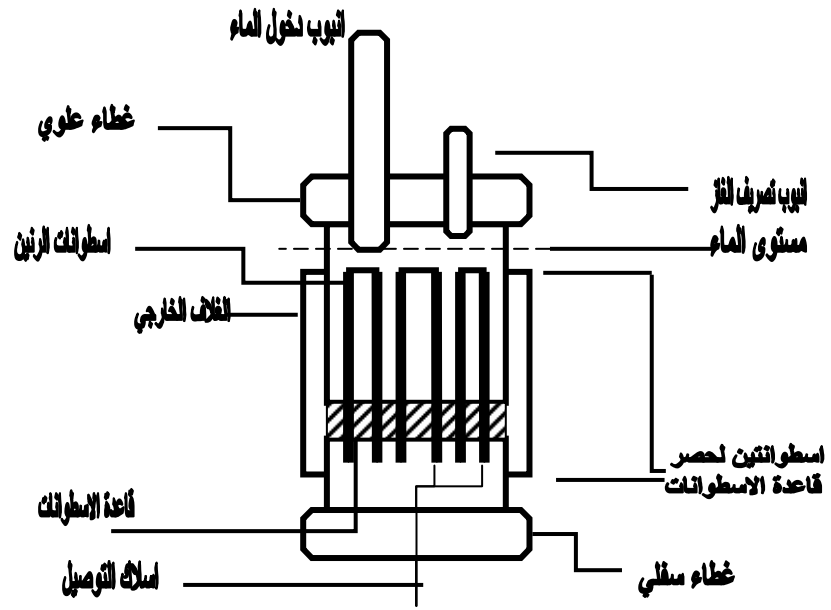 انبوب دخول الماء
غطاء علوي
انبوب تصريف الغاز
مستوى الماء
اسطوانات الرنين
الغلاف الخارجي
اسطوانتين لحصر
قاعدة الاسطوانات
قاعدة الاسطوانات
اسلاك التوصيل
غطاء سفلي